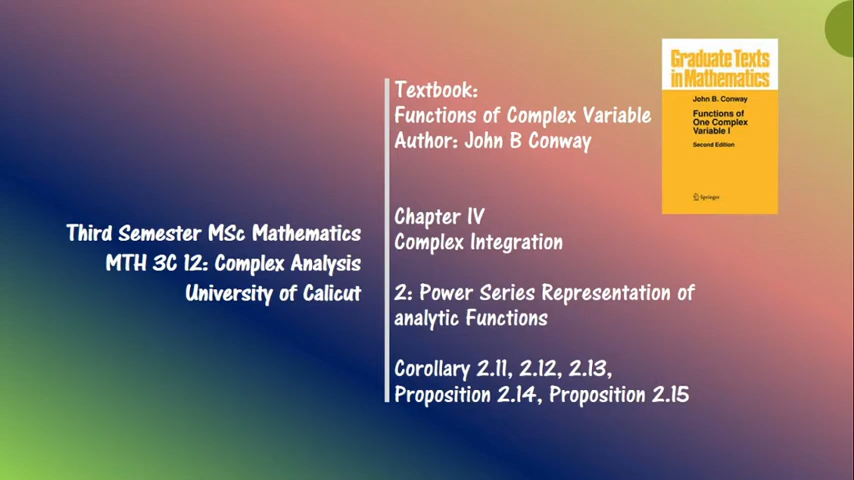 Third Semester MSc Mathematics
MTH 3C 12: Complex Analysis
University of Calicut
Textbook:
Functions of Complex Variable
Author: John B Conway
Chapter IV
Complex Integration
2: Power Series Representation of
analytic Functions
Corollary 2.11, 2.12, 2.13,
Proposition 2.14, Proposition 2.15
Graduate Texts
in Mathematics
John B. Conway
Functions of
One Complex
Variable I
Second Edition
Springer